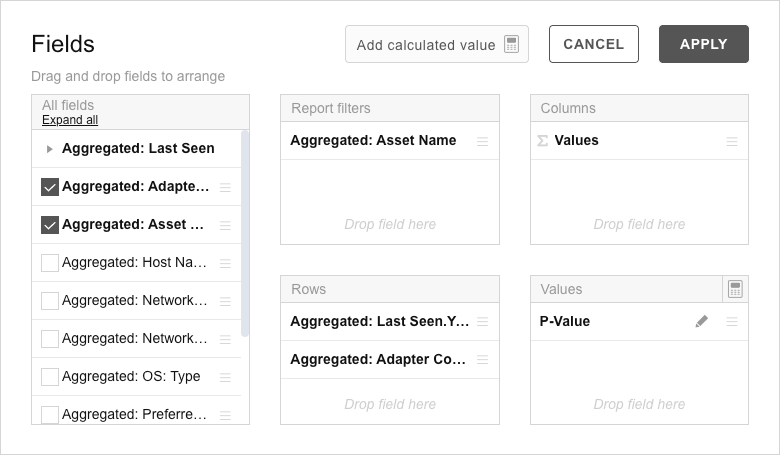 Fields
Add calculated value
CANCEL
APPLY
Drag and drop fields to arrange
All fields
Expand all
Aggregated: Last Seen
Aggregated: Adapte...
Aggregated: Asset ...
Aggregated: Host Na...
Aggregated: Network...
Aggregated: Network...
Aggregated: OS: Type
Aggregated: Preferre...
Report filters
Aggregated: Asset Name
Drop field here
Columns
Σ Values
Drop field here
Rows
Aggregated: Last Seen.Y...
Aggregated: Adapter Co...
Drop field here
Values
P-Value
Drop field here